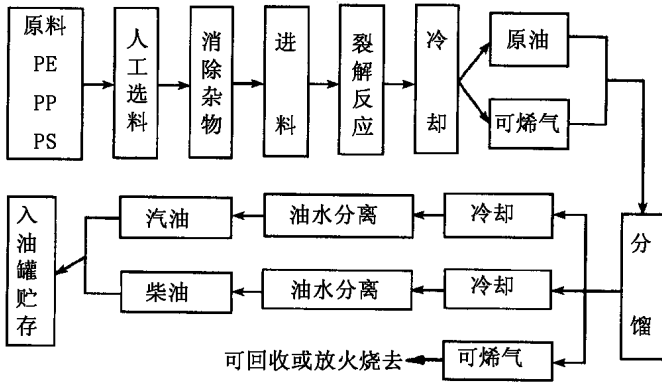 原料
PE
PP
PS
人工选料
消除杂物
进料
裂解反应
冷却
原油
可烯气
分馏
冷却
油水分离
汽油
冷却
油水分离
柴油
入油罐贮存
可烯气
可回收或放火烧去